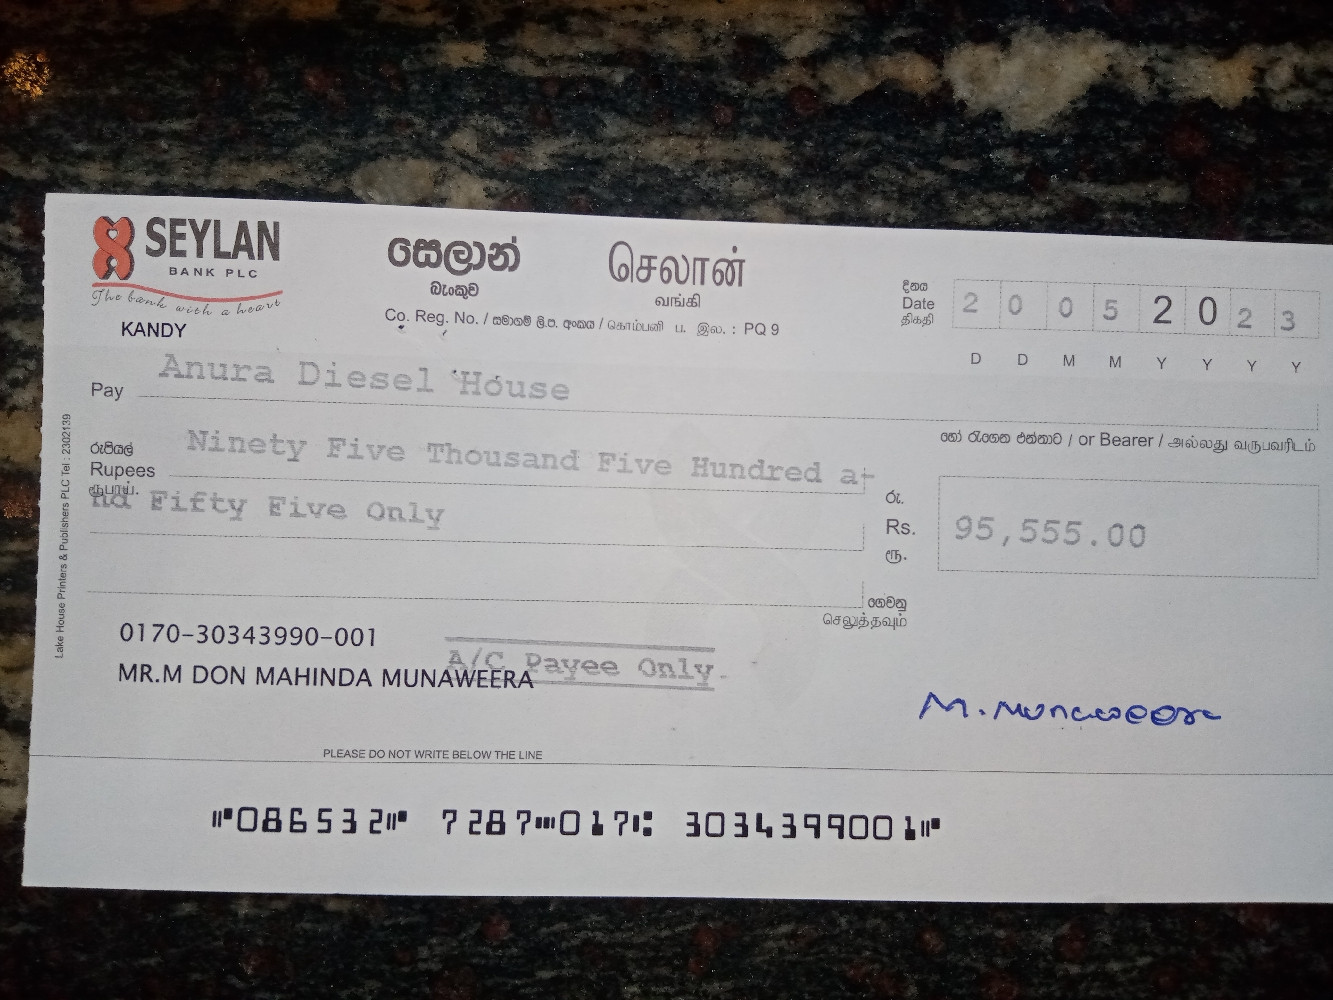 SEYLAN
BANK PLC
The bank with a heart
KANDY
සෙලාන්
බැංකුව
செலான்
வங்கி
Co. Reg. No. / සමාගම් ලි.ප. අංකය / கொம்பனி ப. இல. : PQ 9
දිනය
Date
திகதி
2 0 0 5 2 0 2 3
D D M M Y Y Y Y
Pay Anura Diesel House
හෝ රැගෙන එන්නාට / or Bearer / அல்லது வருபவரிடம்
රුපියල්
Rupees
ரூபாய்.
Ninety Five Thousand Five Hundred a-
nd Fifty Five Only
රු.
Rs.
ரூ.
95,555.00
ගෙවනු
செலுத்தவும்
0170-30343990-001
A/C Payee Only.
MR.M DON MAHINDA MUNAWEERA
M. Munaweera
PLEASE DO NOT WRITE BELOW THE LINE
⑈086532⑈ 7287⑉017⑆ 303439900 1⑈
Lake House Printers & Publishers PLC Tel : 2302139